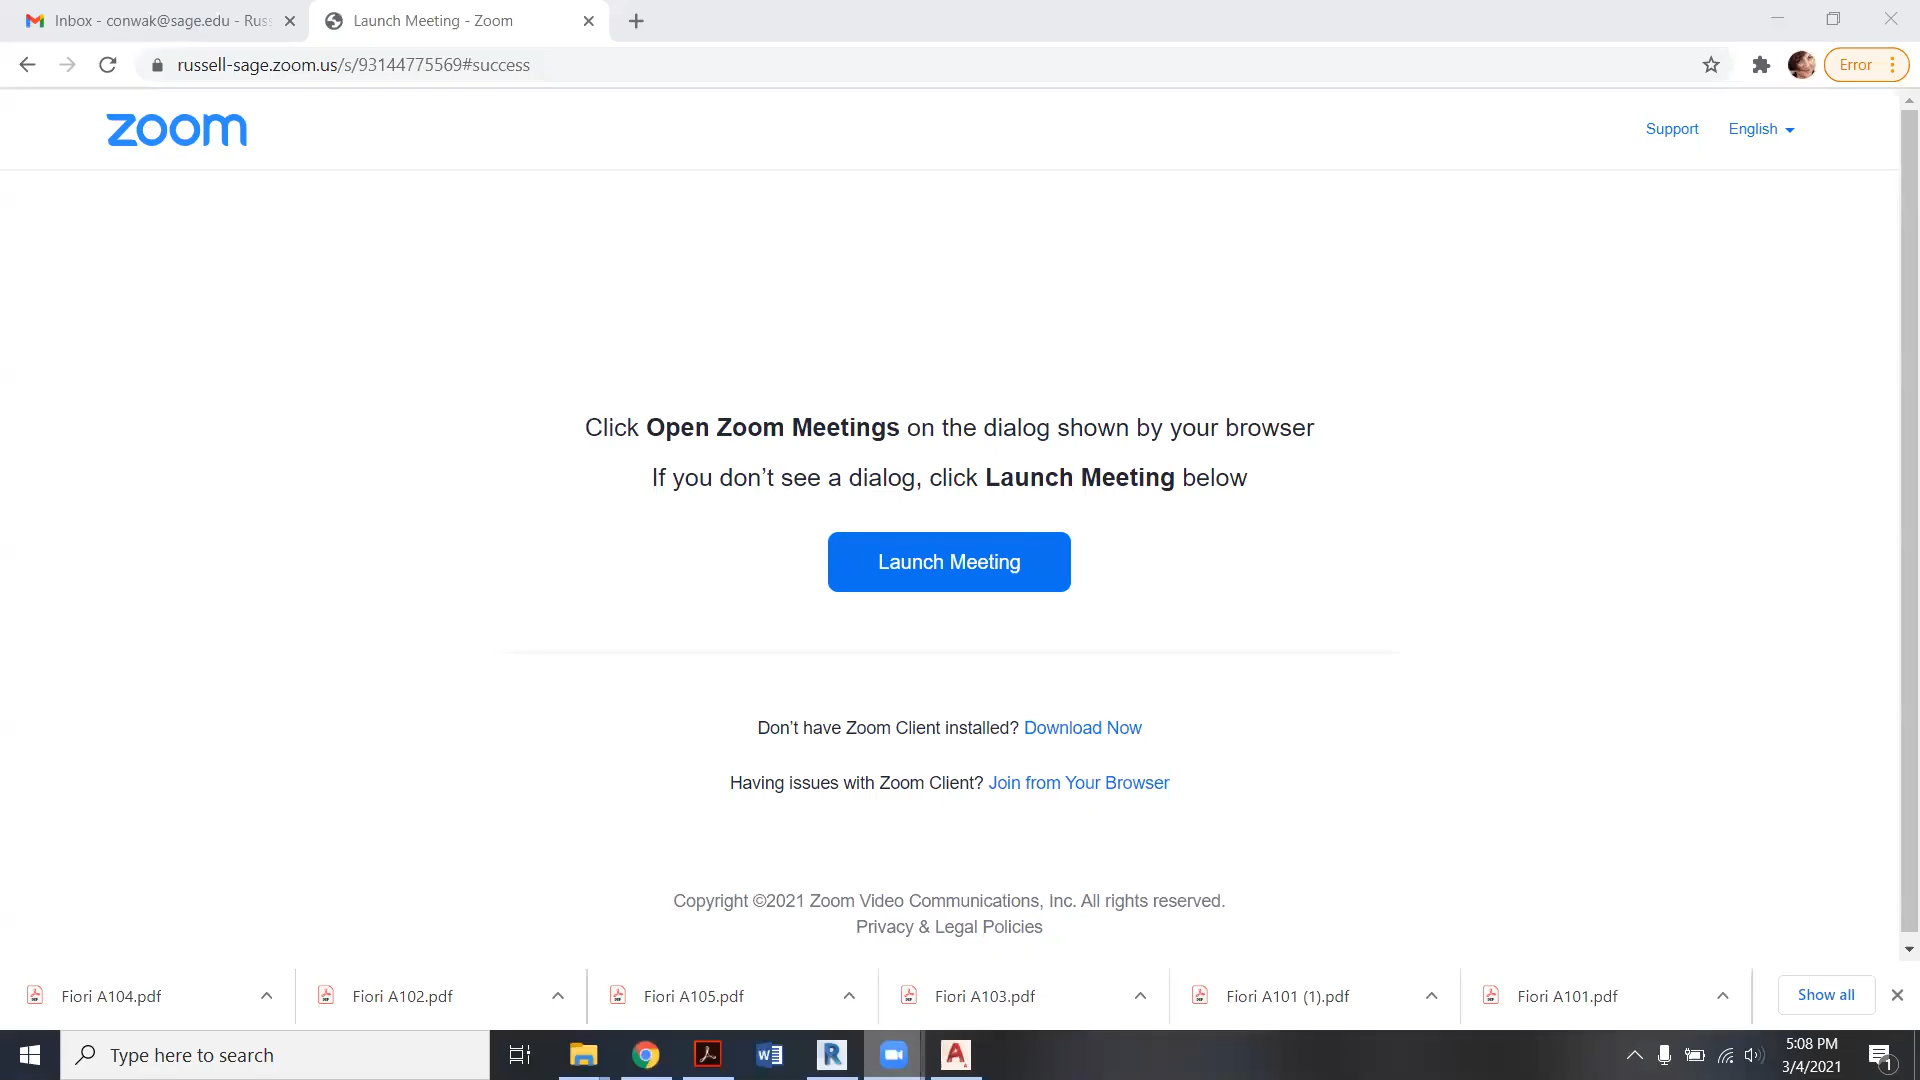 Inbox - conwak@sage.edu - Rus
Launch Meeting - Zoom
russell-sage.zoom.us/s/93144775569#success
Error
zoom
Support
English
Click Open Zoom Meetings on the dialog shown by your browser
If you don’t see a dialog, click Launch Meeting below
Launch Meeting
Don’t have Zoom Client installed? Download Now
Having issues with Zoom Client? Join from Your Browser
Copyright ©2021 Zoom Video Communications, Inc. All rights reserved.
Privacy & Legal Policies
Fiori A104.pdf
Fiori A102.pdf
Fiori A105.pdf
Fiori A103.pdf
Fiori A101 (1).pdf
Fiori A101.pdf
Show all
Type here to search
5:08 PM
3/4/2021
1